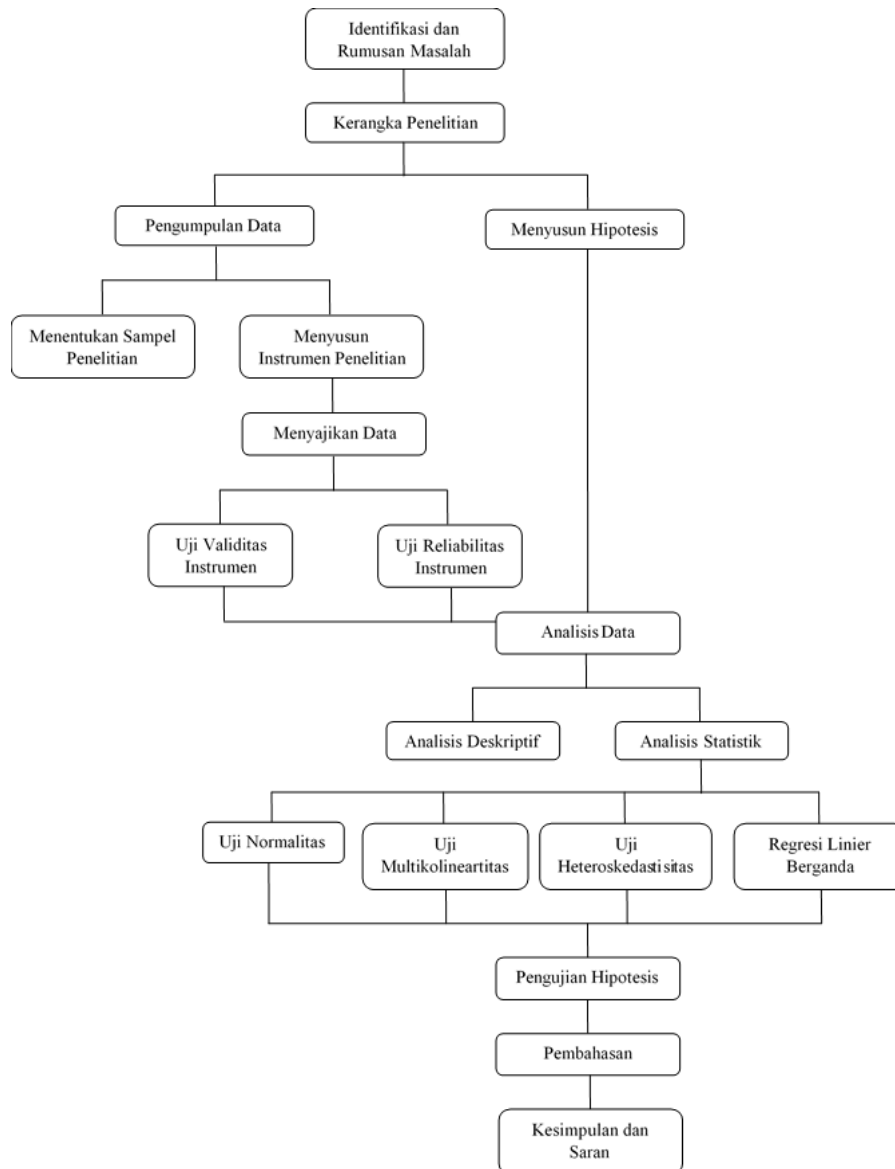 Identifikasi dan
Rumusan Masalah
Kerangka Penelitian
Pengumpulan Data
Menyusun Hipotesis
Menentukan Sampel
Penelitian
Menyusun
Instrumen Penelitian
Menyajikan Data
Uji Validitas
Instrumen
Uji Reliabilitas
Instrumen
Analisis Data
Analisis Deskriptif
Analisis Statistik
Uji Normalitas
Uji
Multikolineartitas
Uji
Heteroskedastisitas
Regresi Linier
Berganda
Pengujian Hipotesis
Pembahasan
Kesimpulan dan
Saran